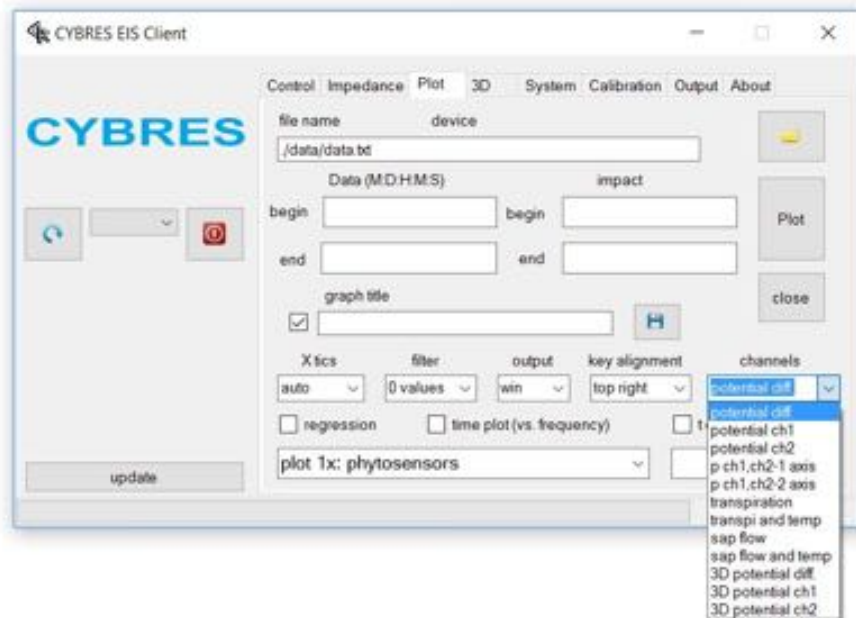 CYBRES EIS Client
Control Impedance Plot 3D System Calibration Output About
CYBRES
file name device
./data/data.txt
Data (M:D:H:M:S) impact
begin begin
Plot
end end
close
graph title
X tics filter output key alignment channels
auto 0 values win top right potential diff.
regression time plot (vs. frequency)
plot 1x: phytosensors
update
potential diff.
potential ch1
potential ch2
p ch1,ch2-1 axis
p ch1,ch2-2 axis
transpiration
transpi and temp
sap flow
sap flow and temp
3D potential diff.
3D potential ch1
3D potential ch2